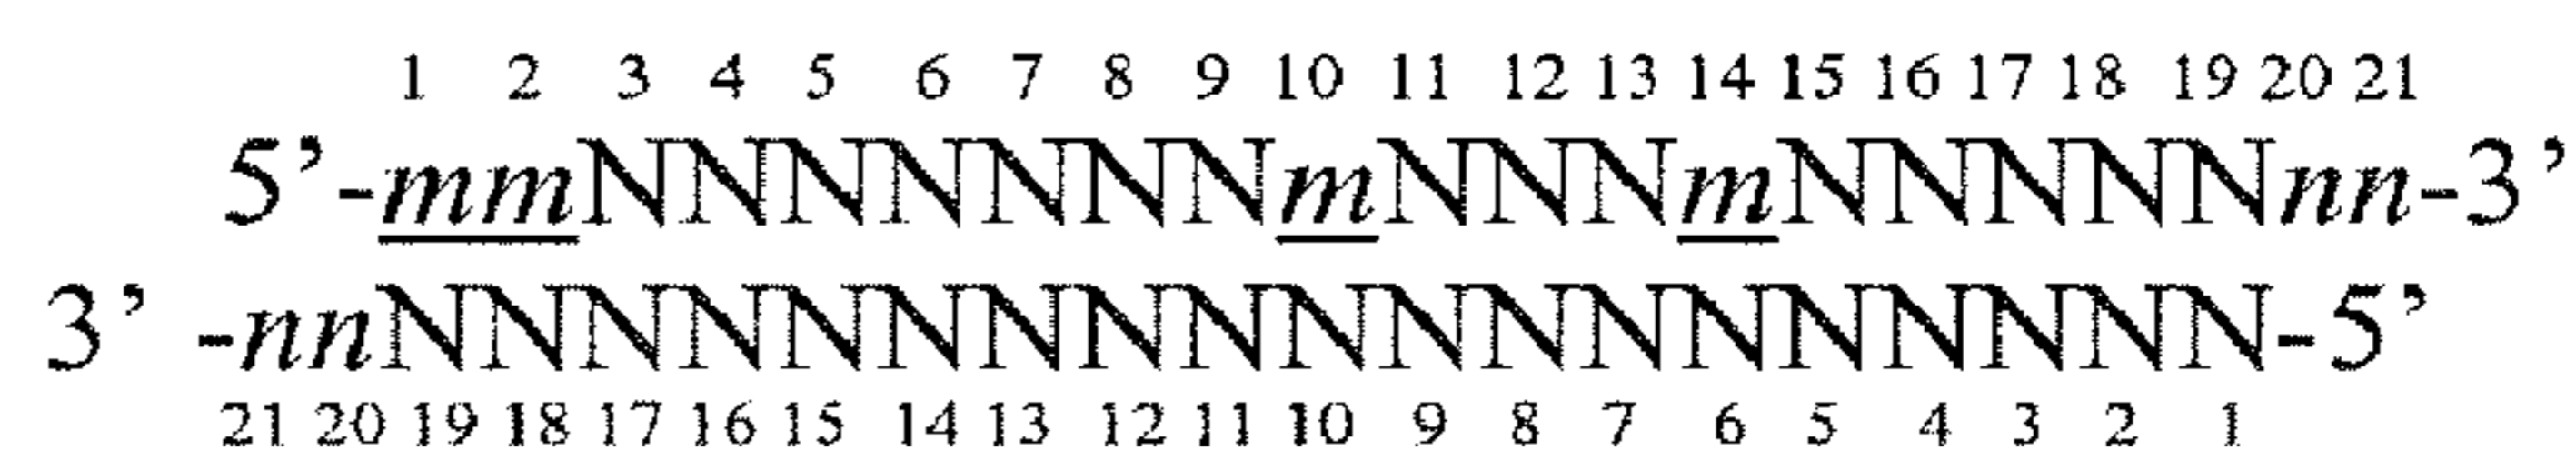 1 2 3 4 5 6 7 8 9 10 11 12 13 14 15 16 17 18 19 20 21
5’-mmNNNNNNNmNNNmNNNNNnn-3’
3’ -nnNNNNNNNNNNNNNNNNNNN-5’
21 20 19 18 17 16 15 14 13 12 11 10 9 8 7 6 5 4 3 2 1